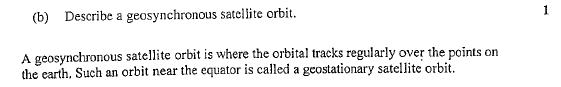 (b) Describe a geosynchronous satellite orbit. 1
A geosynchronous satellite orbit is where the orbital tracks regularly over the points on
the earth. Such an orbit near the equator is called a geostationary satellite orbit.